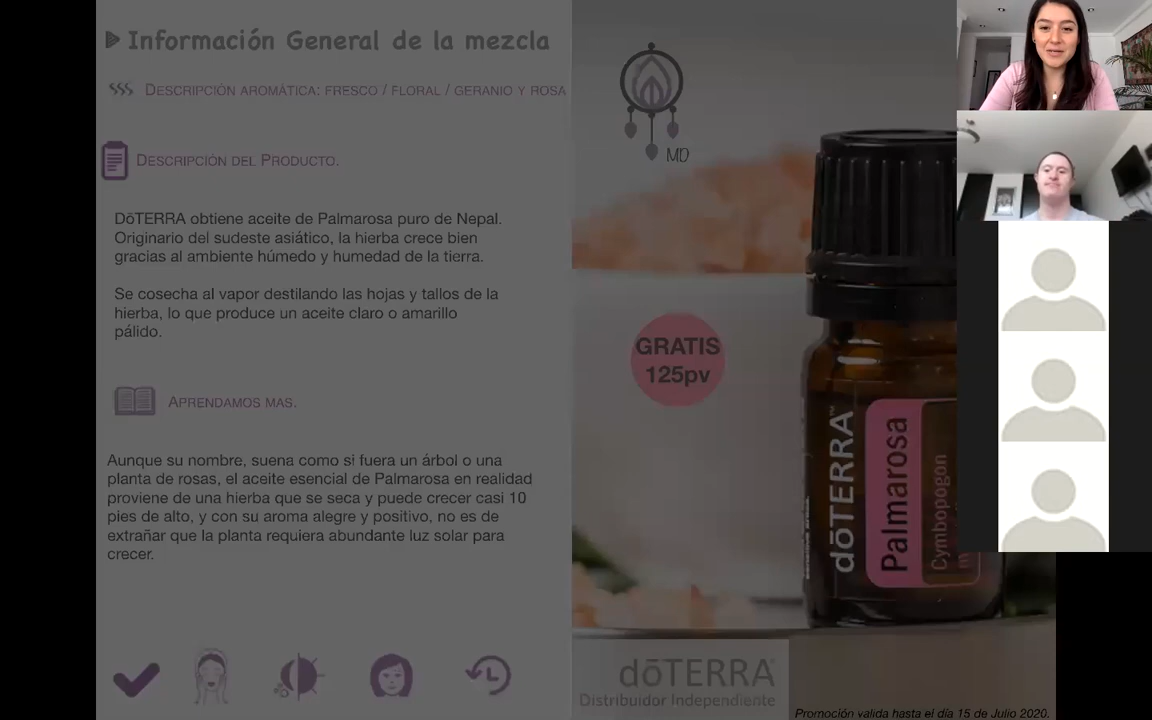 Información General de la mezcla
DESCRIPCIÓN AROMÁTICA: FRESCO / FLORAL / GERANIO Y ROSA
DESCRIPCIÓN DEL PRODUCTO.
DōTERRA obtiene aceite de Palmarosa puro de Nepal.
Originario del sudeste asiático, la hierba crece bien
gracias al ambiente húmedo y humedad de la tierra.
Se cosecha al vapor destilando las hojas y tallos de la
hierba, lo que produce un aceite claro o amarillo
pálido.
APRENDAMOS MAS.
Aunque su nombre, suena como si fuera un árbol o una
planta de rosas, el aceite esencial de Palmarosa en realidad
proviene de una hierba que se seca y puede crecer casi 10
pies de alto, y con su aroma alegre y positivo, no es de
extrañar que la planta requiera abundante luz solar para
crecer.
MD
GRATIS
125pv
dōTERRA™
Palmarosa
Cymbopogon
dōTERRA
Distribuidor Independiente
Promoción valida hasta el día 15 de Julio 2020.